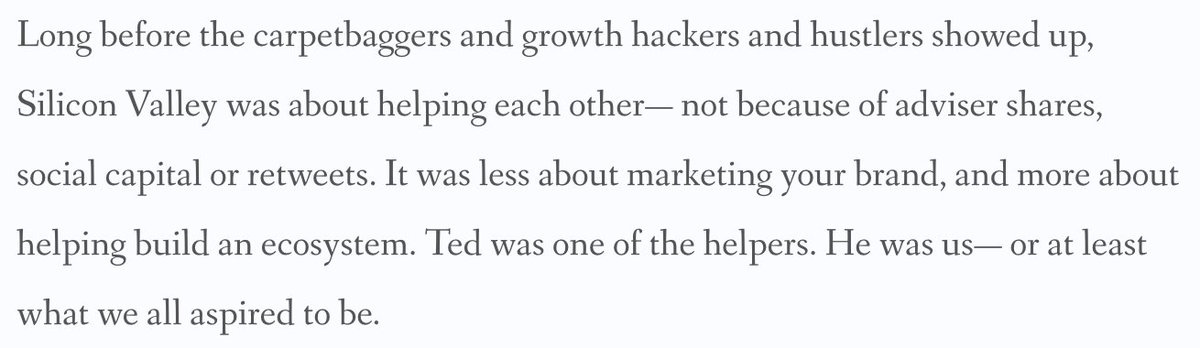 Long before the carpetbaggers and growth hackers and hustlers showed up,
Silicon Valley was about helping each other— not because of adviser shares,
social capital or retweets. It was less about marketing your brand, and more about
helping build an ecosystem. Ted was one of the helpers. He was us— or at least
what we all aspired to be.